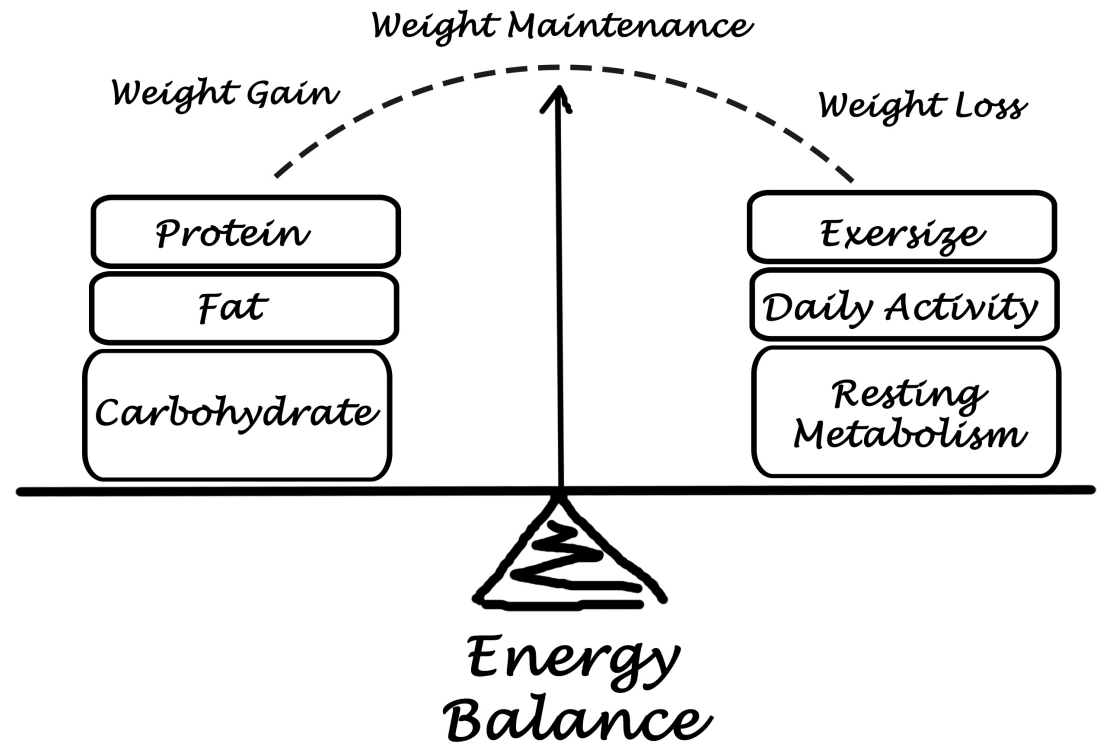 Weight Maintenance
Weight Gain
Weight Loss
Protein
Fat
Carbohydrate
Exersize
Daily Activity
Resting
Metabolism
Energy
Balance